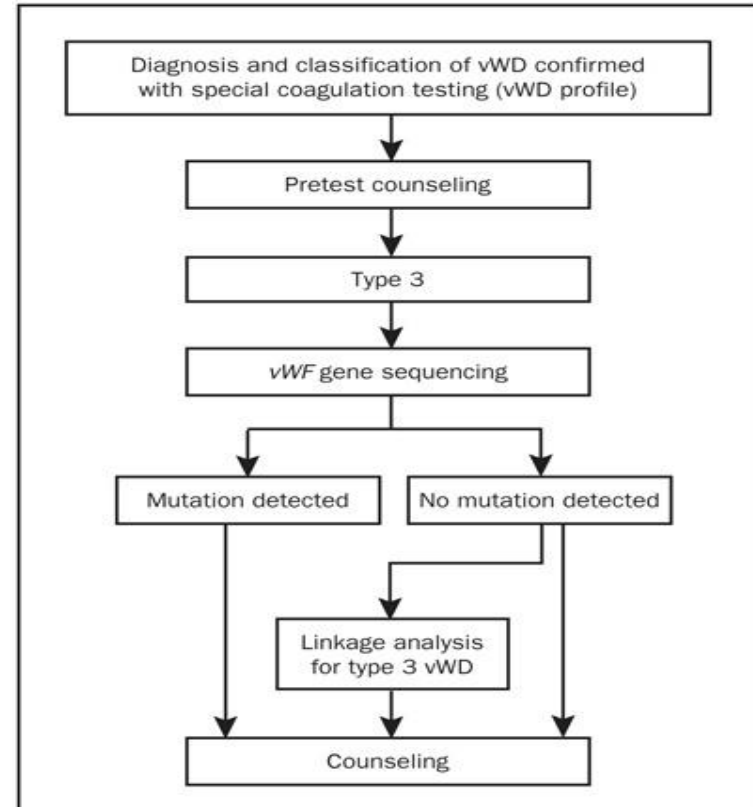 Diagnosis and classification of vWD confirmed
with special coagulation testing (vWD profile)
Pretest counseling
Type 3
vWF gene sequencing
Mutation detected
No mutation detected
Linkage analysis
for type 3 vWD
Counseling